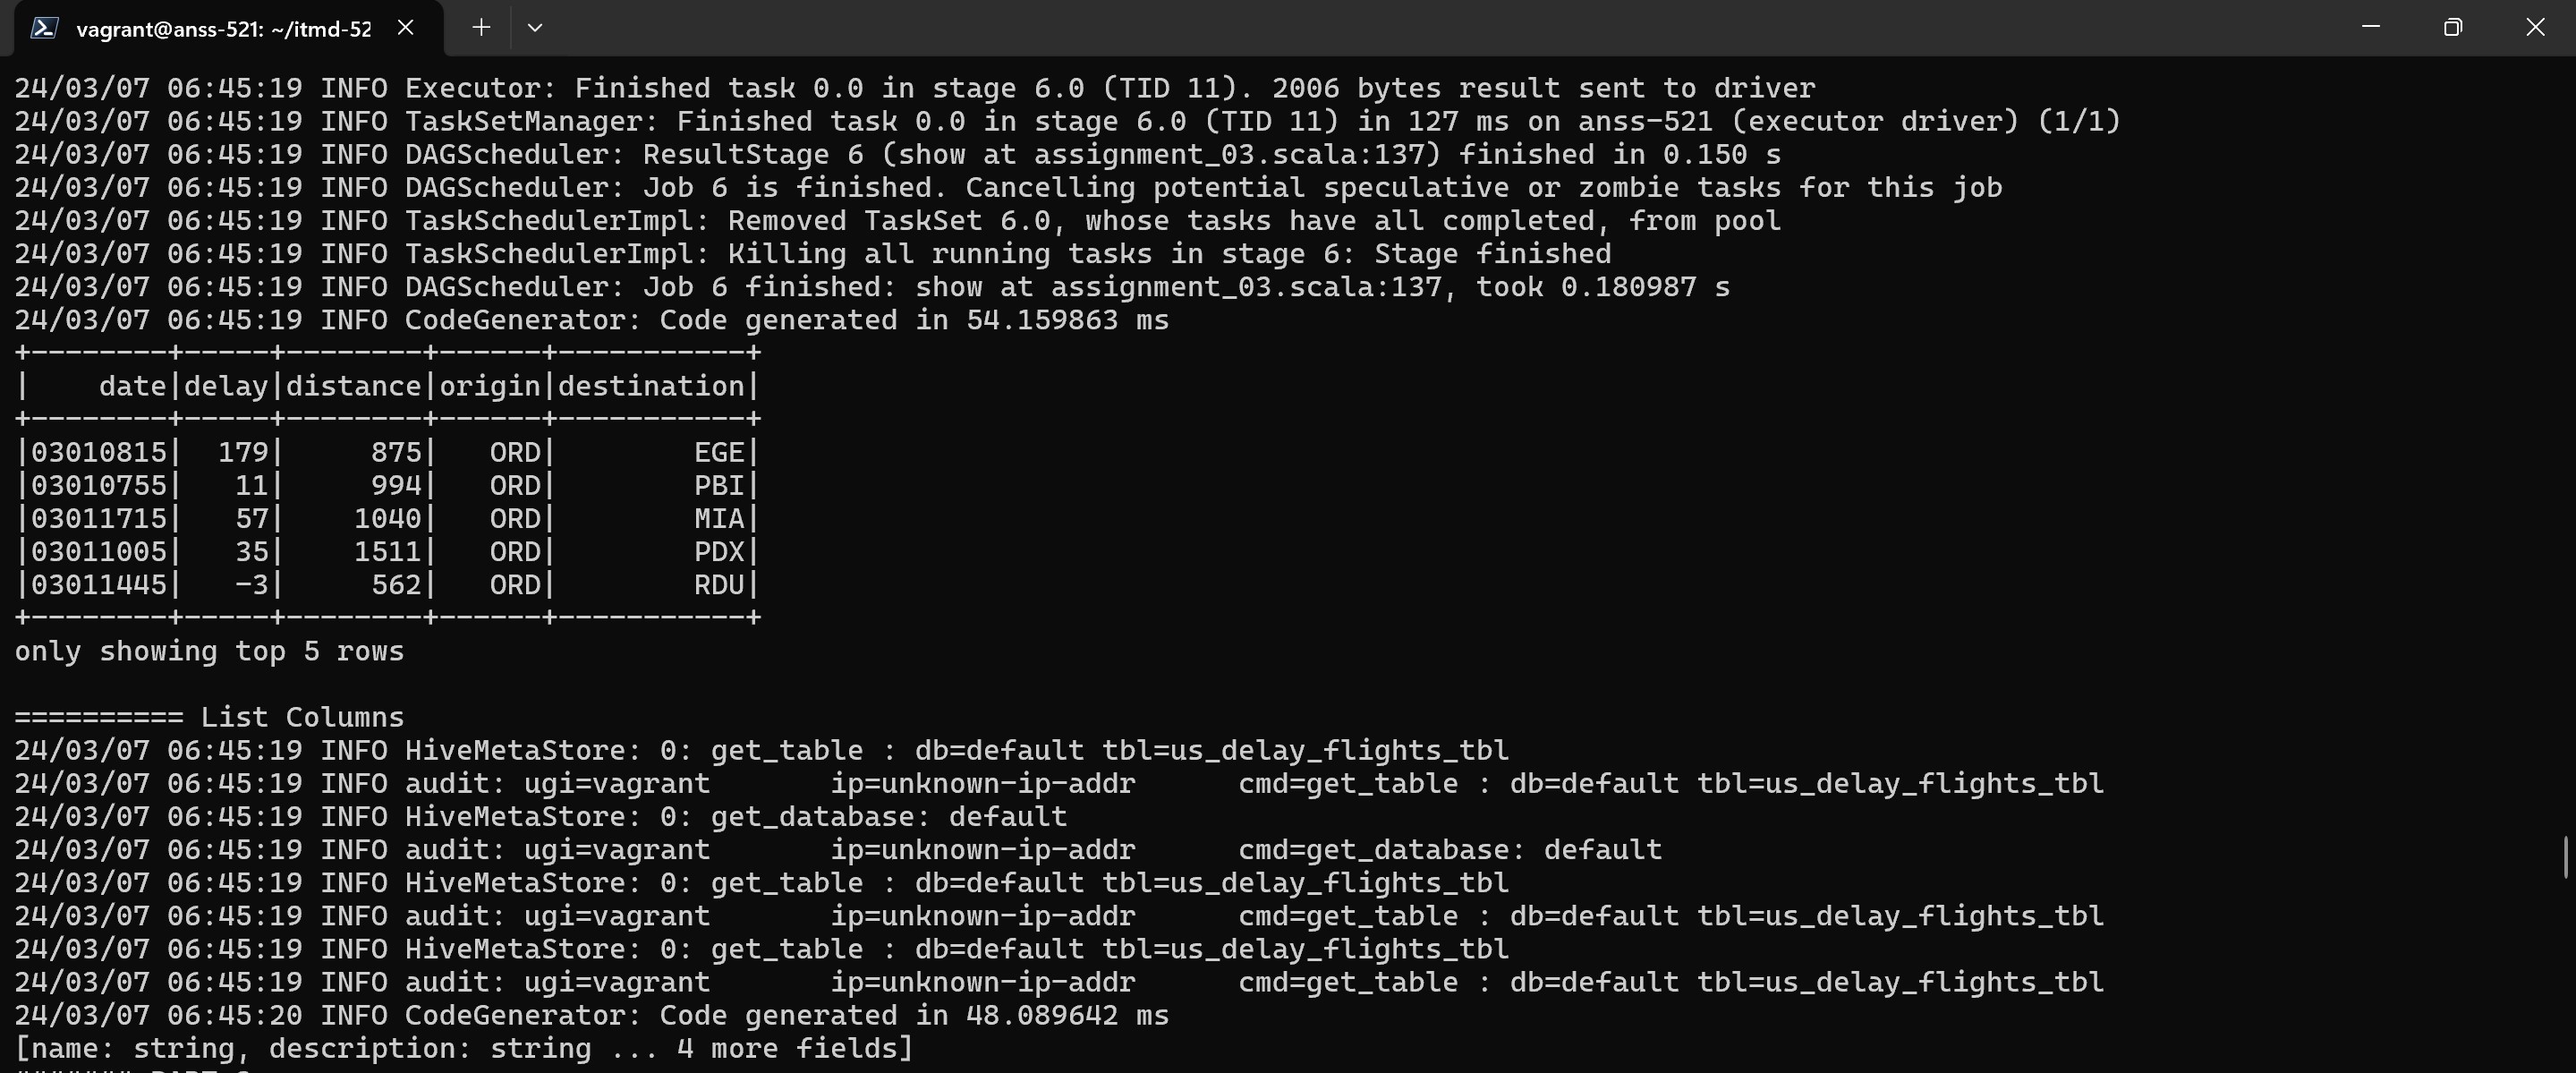 vagrant@anss-521: ~/itmd-52
24/03/07 06:45:19 INFO Executor: Finished task 0.0 in stage 6.0 (TID 11). 2006 bytes result sent to driver
24/03/07 06:45:19 INFO TaskSetManager: Finished task 0.0 in stage 6.0 (TID 11) in 127 ms on anss-521 (executor driver) (1/1)
24/03/07 06:45:19 INFO DAGScheduler: ResultStage 6 (show at assignment_03.scala:137) finished in 0.150 s
24/03/07 06:45:19 INFO DAGScheduler: Job 6 is finished. Cancelling potential speculative or zombie tasks for this job
24/03/07 06:45:19 INFO TaskSchedulerImpl: Removed TaskSet 6.0, whose tasks have all completed, from pool
24/03/07 06:45:19 INFO TaskSchedulerImpl: Killing all running tasks in stage 6: Stage finished
24/03/07 06:45:19 INFO DAGScheduler: Job 6 finished: show at assignment_03.scala:137, took 0.180987 s
24/03/07 06:45:19 INFO CodeGenerator: Code generated in 54.159863 ms
+--------+-----+--------+------+-----------+
|    date|delay|distance|origin|destination|
+--------+-----+--------+------+-----------+
|03010815|  179|     875|   ORD|        EGE|
|03010755|   11|     994|   ORD|        PBI|
|03011715|   57|    1040|   ORD|        MIA|
|03011005|   35|    1511|   ORD|        PDX|
|03011445|   -3|     562|   ORD|        RDU|
+--------+-----+--------+------+-----------+
only showing top 5 rows
========== List Columns
24/03/07 06:45:19 INFO HiveMetaStore: 0: get_table : db=default tbl=us_delay_flights_tbl
24/03/07 06:45:19 INFO audit: ugi=vagrant       ip=unknown-ip-addr      cmd=get_table : db=default tbl=us_delay_flights_tbl
24/03/07 06:45:19 INFO HiveMetaStore: 0: get_database: default
24/03/07 06:45:19 INFO audit: ugi=vagrant       ip=unknown-ip-addr      cmd=get_database: default
24/03/07 06:45:19 INFO HiveMetaStore: 0: get_table : db=default tbl=us_delay_flights_tbl
24/03/07 06:45:19 INFO audit: ugi=vagrant       ip=unknown-ip-addr      cmd=get_table : db=default tbl=us_delay_flights_tbl
24/03/07 06:45:19 INFO HiveMetaStore: 0: get_table : db=default tbl=us_delay_flights_tbl
24/03/07 06:45:19 INFO audit: ugi=vagrant       ip=unknown-ip-addr      cmd=get_table : db=default tbl=us_delay_flights_tbl
24/03/07 06:45:20 INFO CodeGenerator: Code generated in 48.089642 ms
[name: string, description: string ... 4 more fields]